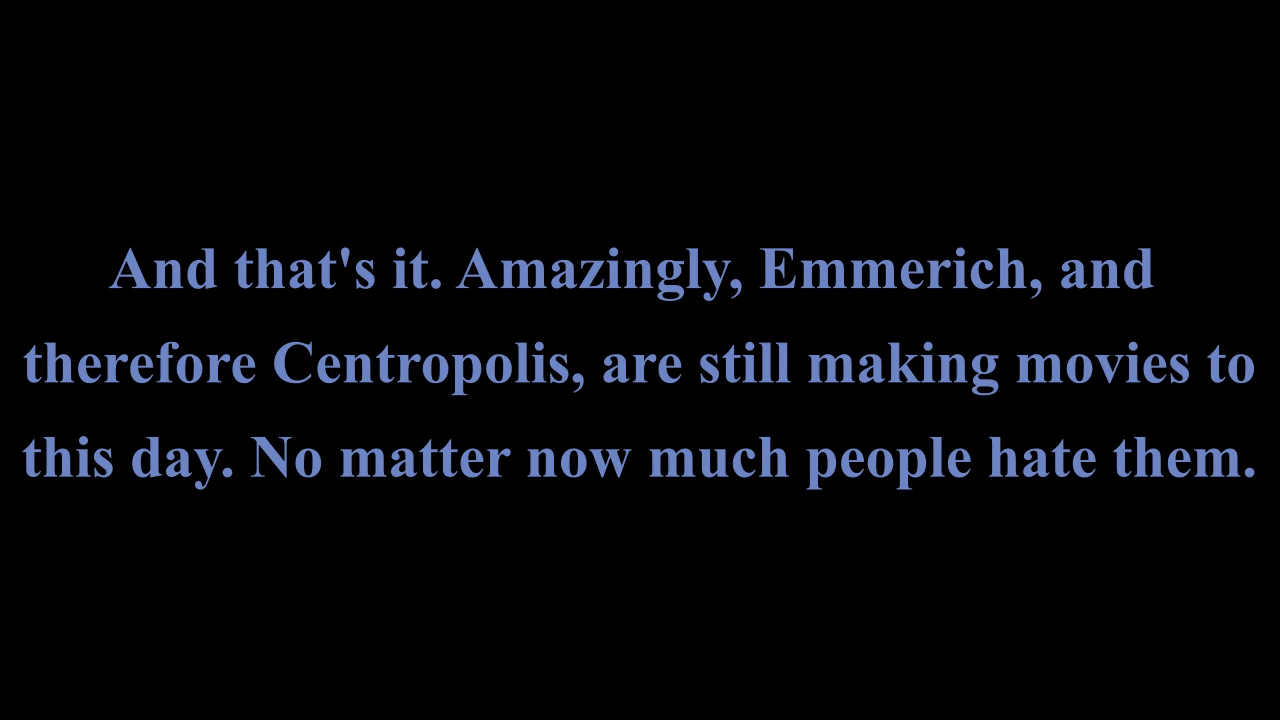 And that's it. Amazingly, Emmerich, and
therefore Centropolis, are still making movies to
this day. No matter now much people hate them.